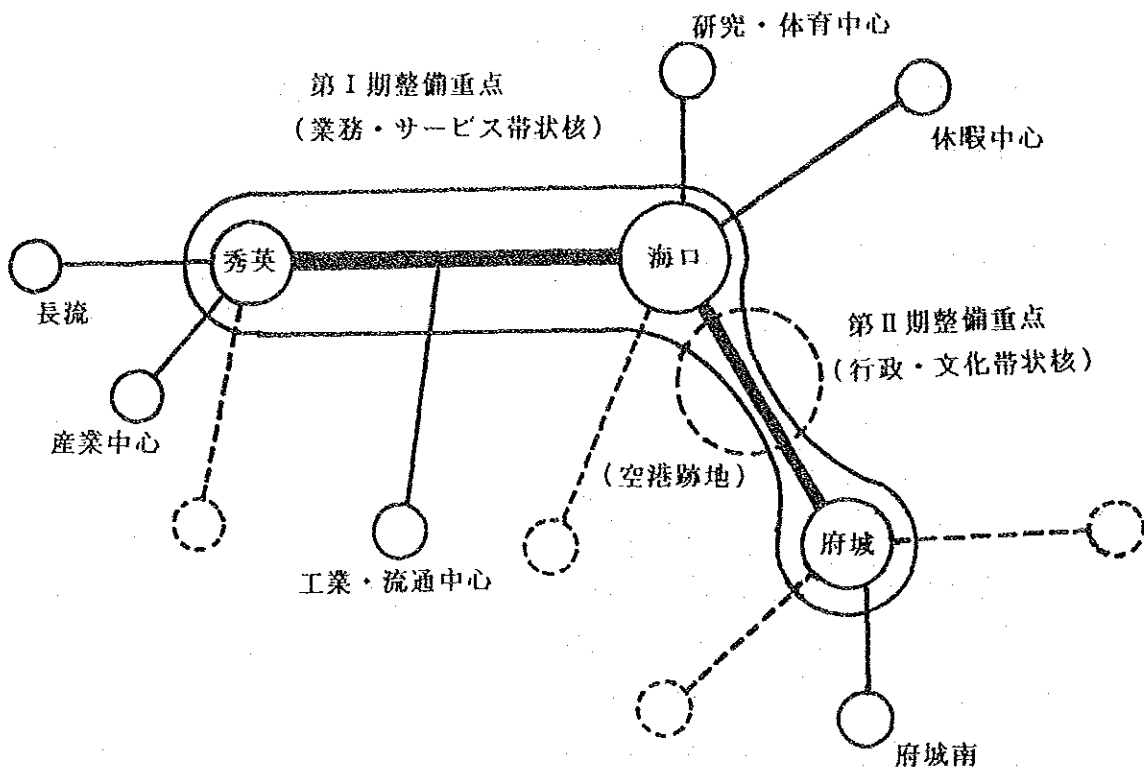 研究・体育中心
第Ⅰ期整備重点
(業務・サービス帯状核)
休暇中心
秀英
海口
長流
第Ⅱ期整備重点
(行政・文化帯状核)
産業中心
(空港跡地)
府城
工業・流通中心
府城南